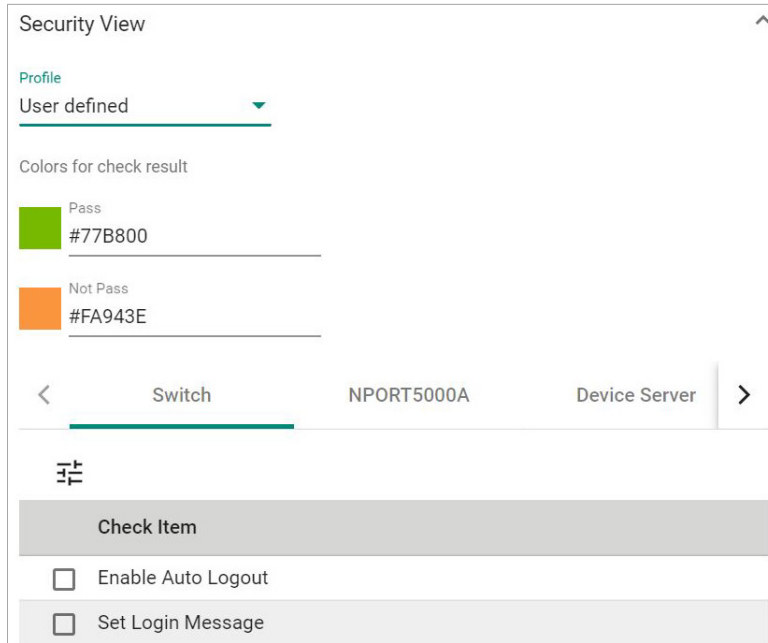 Security View
Profile
User defined
Colors for check result
Pass
#77B800
Not Pass
#FA943E
Switch NPORT5000A Device Server
Check Item
Enable Auto Logout
Set Login Message